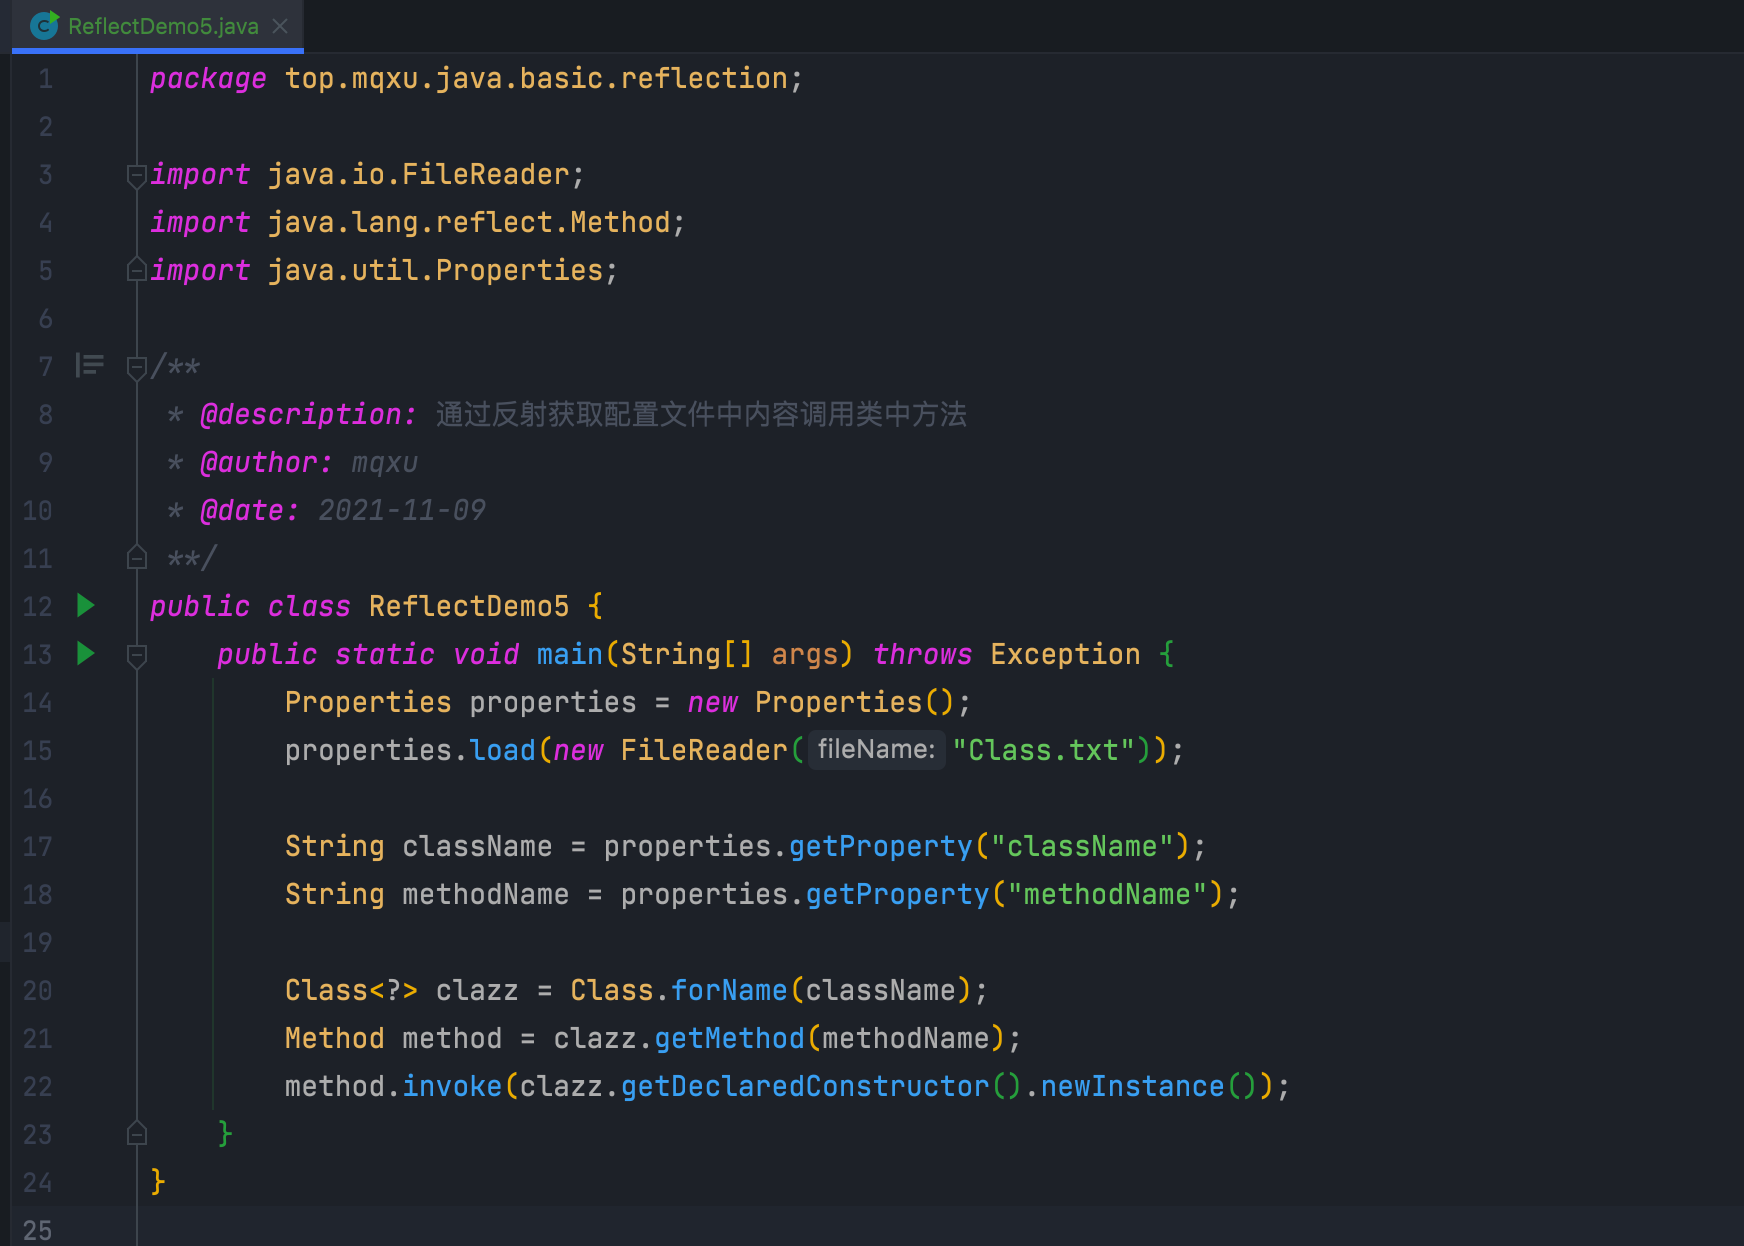 ReflectDemo5.java
1 package top.mqxu.java.basic.reflection;
2
3 import java.io.FileReader;
4 import java.lang.reflect.Method;
5 import java.util.Properties;
6
7 /**
8 * @description: 通过反射获取配置文件中内容调用类中方法
9 * @author: mqxu
10 * @date: 2021-11-09
11 **/
12 public class ReflectDemo5 {
13 public static void main(String[] args) throws Exception {
14 Properties properties = new Properties();
15 properties.load(new FileReader( fileName: "Class.txt"));
16
17 String className = properties.getProperty("className");
18 String methodName = properties.getProperty("methodName");
19
20 Class<?> clazz = Class.forName(className);
21 Method method = clazz.getMethod(methodName);
22 method.invoke(clazz.getDeclaredConstructor().newInstance());
23 }
24 }
25